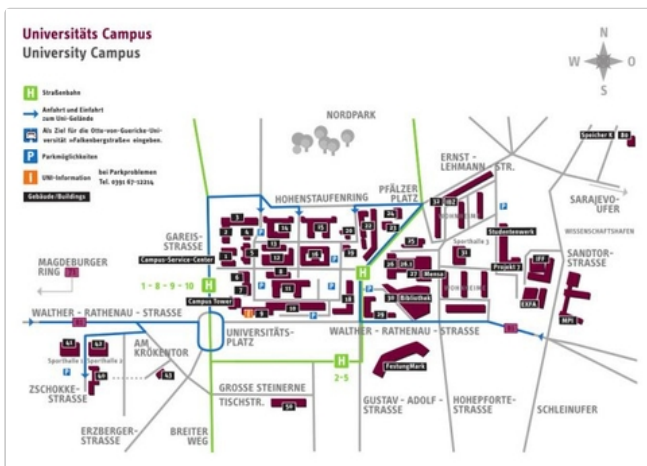 Universitäts Campus
University Campus
H Straßenbahn
Anfahrt und Einfahrt
zum Uni-Gelände
Als Ziel für die Otto-von-Guericke-Uni-
versität »Falkenbergstraße« eingeben.
P Parkmöglichkeiten
i UNI-Information
bei Parkproblemen
Tel. 0391 67-12214
Gebäude/Buildings
N
W O
S
NORDPARK
ERNST-
LEHMANN - STR.
Speicher B
PFÄLZER
PLATZ
HOHENSTAUFENRING
SARAJEVO-
UFER
WISSENSCHAFTSHAFEN
GAREIS-
STRASSE
Campus-Service-Center
Studentenwerk
Sporthalle 3
SANDTOR-
STRASSE
MAGDEBURGER
RING
H
1 - 8 - 9 - 10
Mensa
Projekt 7
IFF
Campus Tower
Bibliothek
EXFA
MPI
WALTHER - RATHENAU - STRASSE
UNIVERSITÄTS-
PLATZ
WALTHER - RATHENAU - STRASSE
AM
KRÖKENTOR
Sporthalle 1
Sporthalle 2
ZSCHOKKE-
STRASSE
H
2-5
FestungMark
GROSSE STEINERNE
TISCHSTR.
GUSTAV - ADOLF -
STRASSE
HOHEPFORTE-
STRASSE
SCHLEINUFER
ERZBERGER-
STRASSE
BREITER
WEG